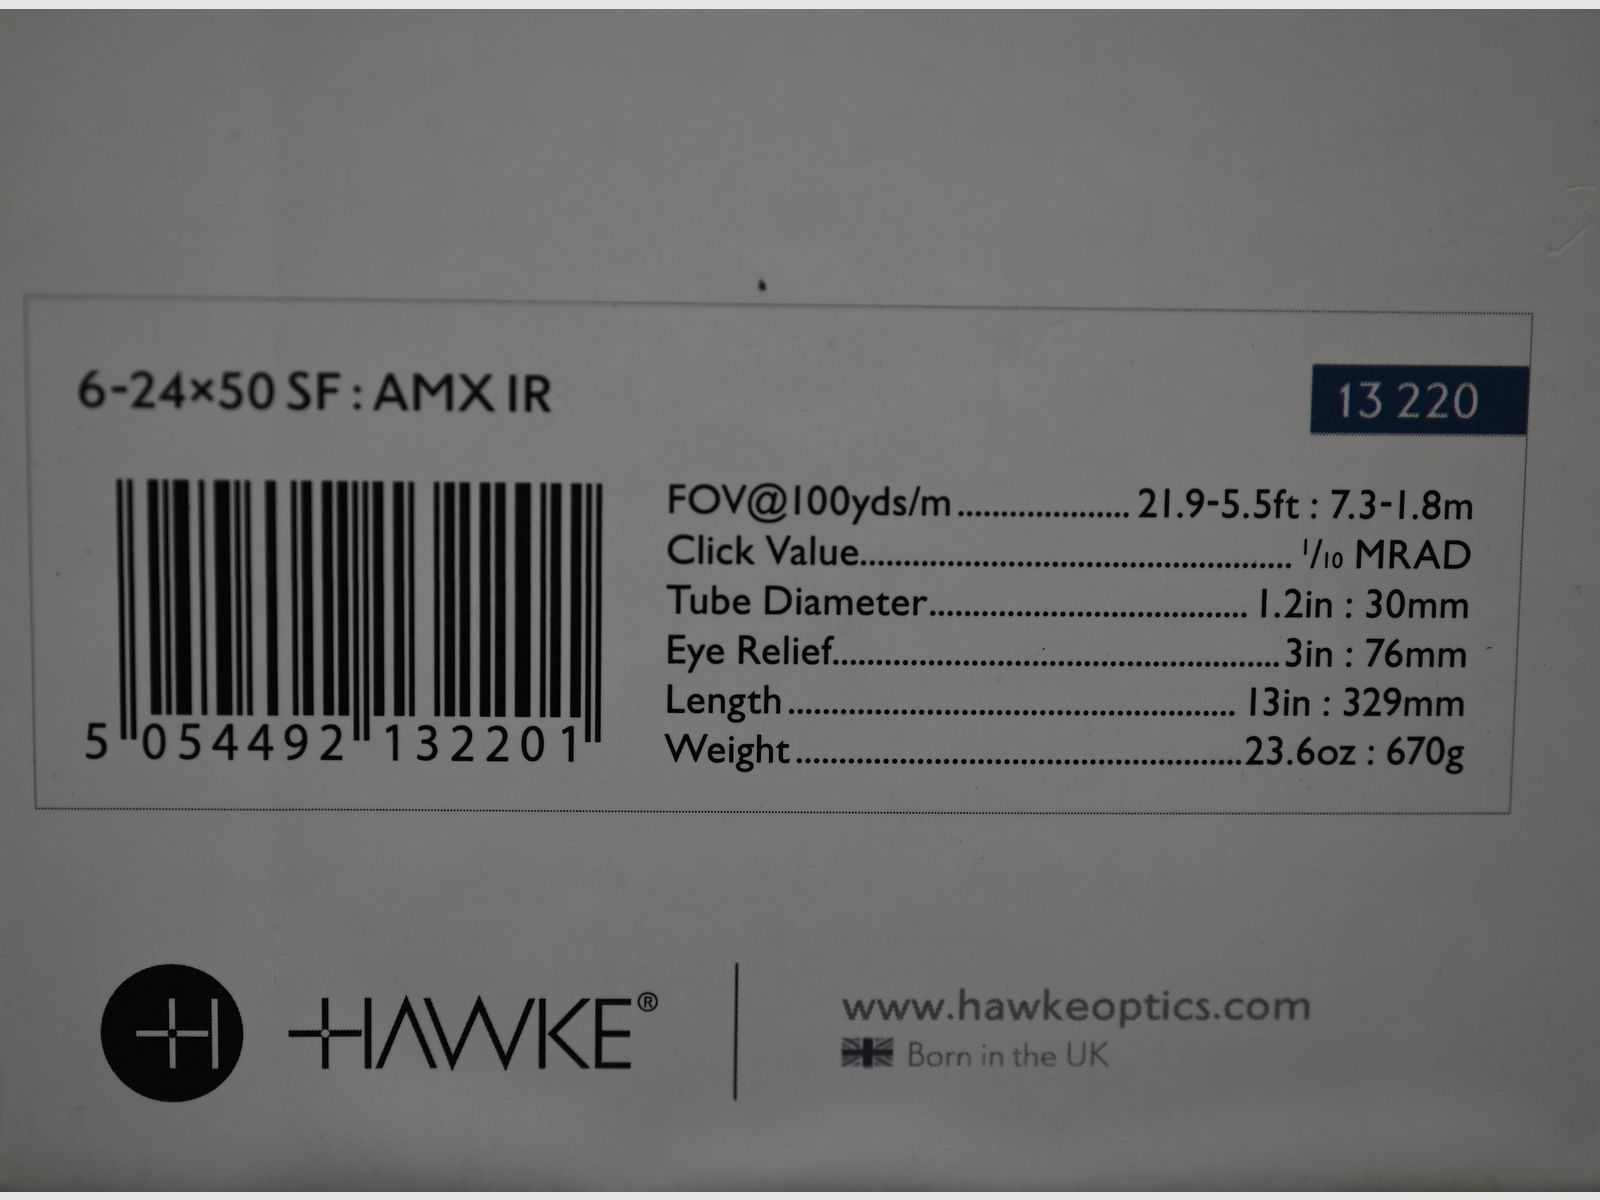 6-24×50 SF : AMX IR
13 220
FOV@100yds/m.................... 21.9-5.5ft : 7.3-1.8m
Click Value.................................................. 1/10 MRAD
Tube Diameter..................................... 1.2in : 30mm
Eye Relief....................................................3in : 76mm
Length.................................................... 13in : 329mm
Weight....................................................23.6oz : 670g
5 054492 132201
H HAWKE®
www.hawkeoptics.com
Born in the UK